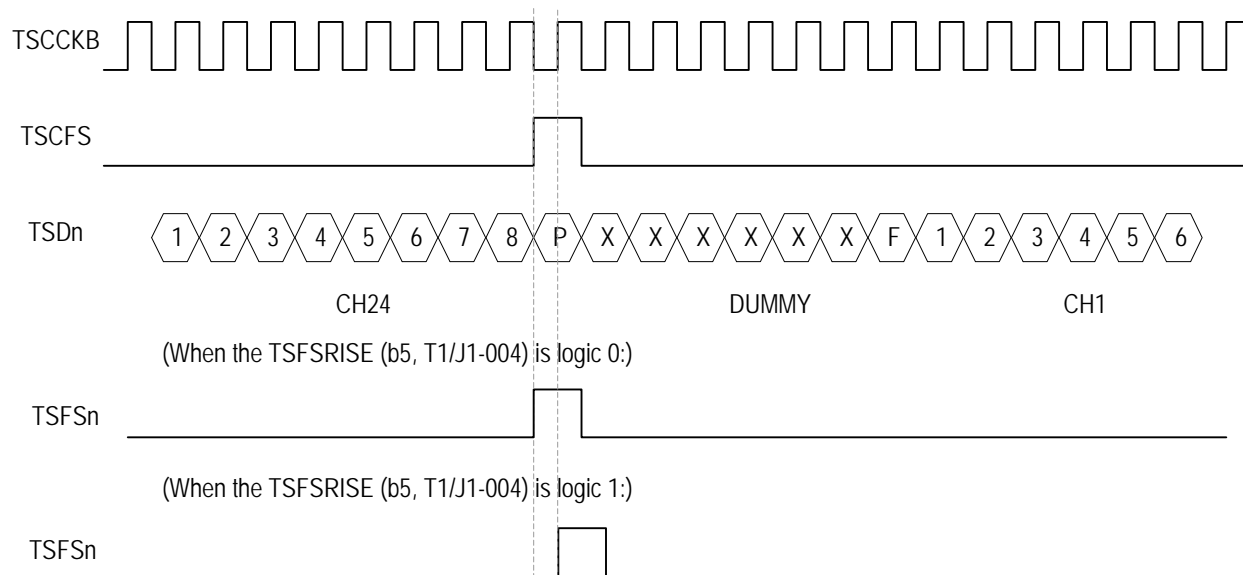 TSCCKB
TSCFS
TSDn 1 2 3 4 5 6 7 8 P X X X X X X F 1 2 3 4 5 6
CH24 DUMMY CH1
(When the TSFSRISE (b5, T1/J1-004) is logic 0:)
TSFSn
(When the TSFSRISE (b5, T1/J1-004) is logic 1:)
TSFSn